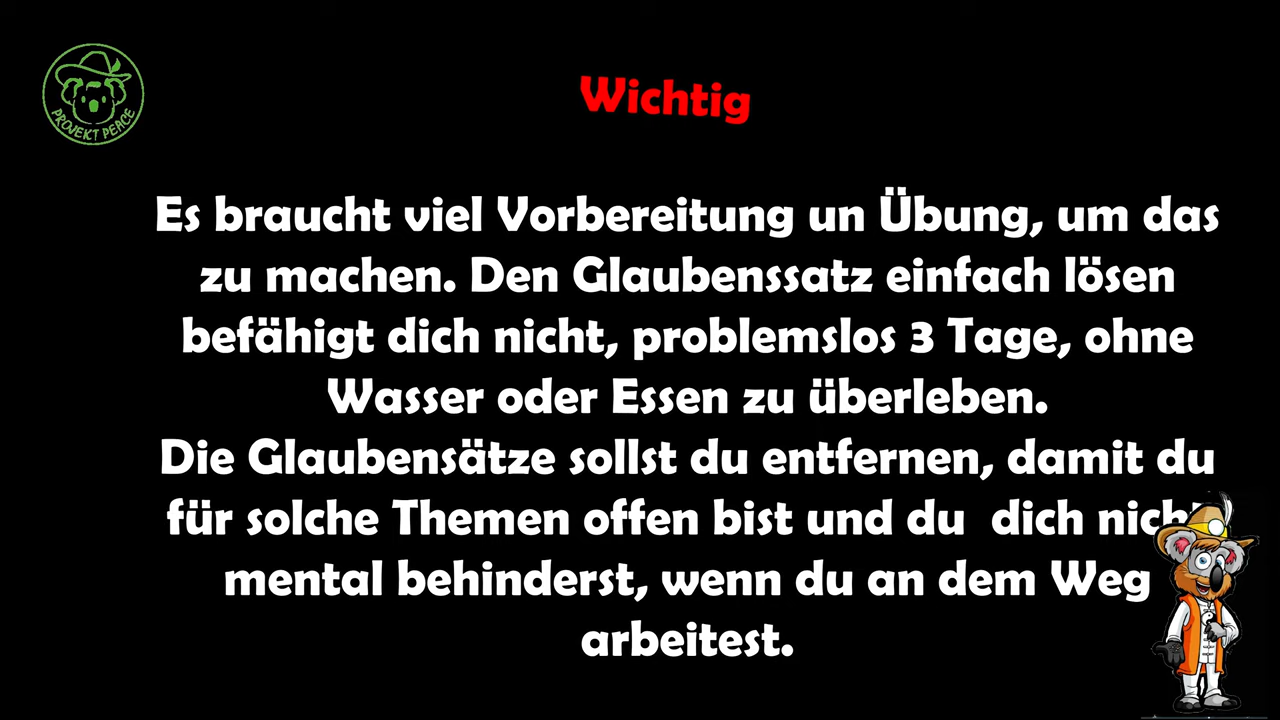 PROJEKT PEACE
Wichtig
Es braucht viel Vorbereitung un Übung, um das
zu machen. Den Glaubenssatz einfach lösen
befähigt dich nicht, problemslos 3 Tage, ohne
Wasser oder Essen zu überleben.
Die Glaubensätze sollst du entfernen, damit du
für solche Themen offen bist und du  dich nicht
mental behinderst, wenn du an dem Weg
arbeitest.